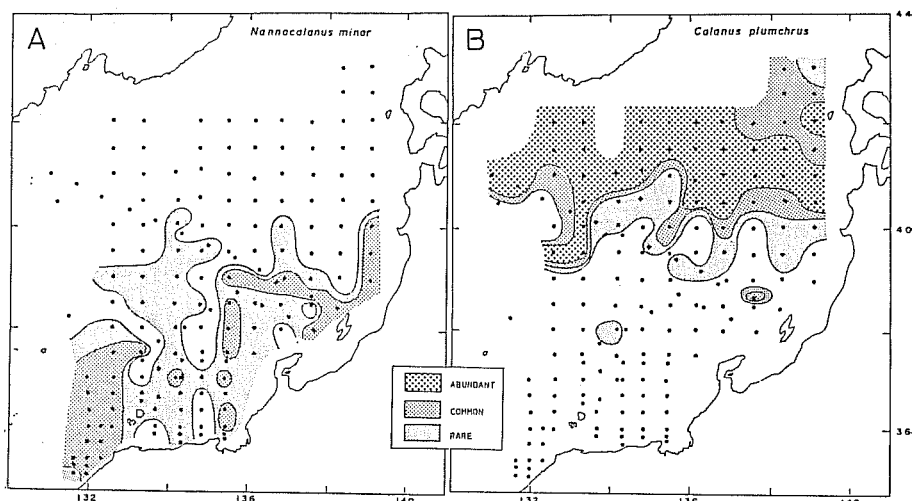 A
Nannocalanus minor
B
Calanus plumchrus
44
40
36
ABUNDANT
COMMON
RARE
132
136
140
132
136
140